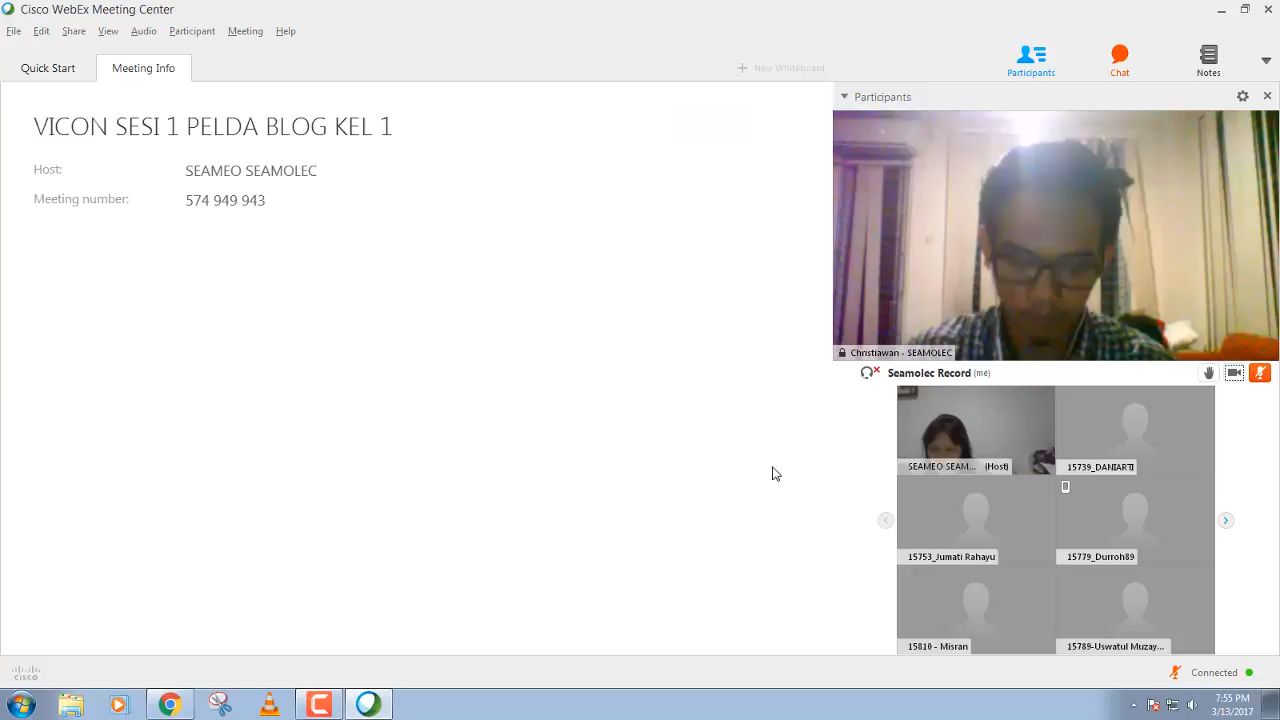 Cisco WebEx Meeting Center
File Edit Share View Audio Participant Meeting Help
Quick Start Meeting Info + New Whiteboard Participants Chat Notes
Participants
VICON SESI 1 PELDA BLOG KEL 1
Host: SEAMEO SEAMOLEC
Meeting number: 574 949 943
Christiawan - SEAMOLEC
Seamolec Record (me)
SEAMEO SEAM... (Host) 15739_DANIARTI
15753_Jumati Rahayu 15779_Durroh89
15810 - Misran 15789-Uswatul Muzay...
cisco Connected
7:55 PM
3/13/2017